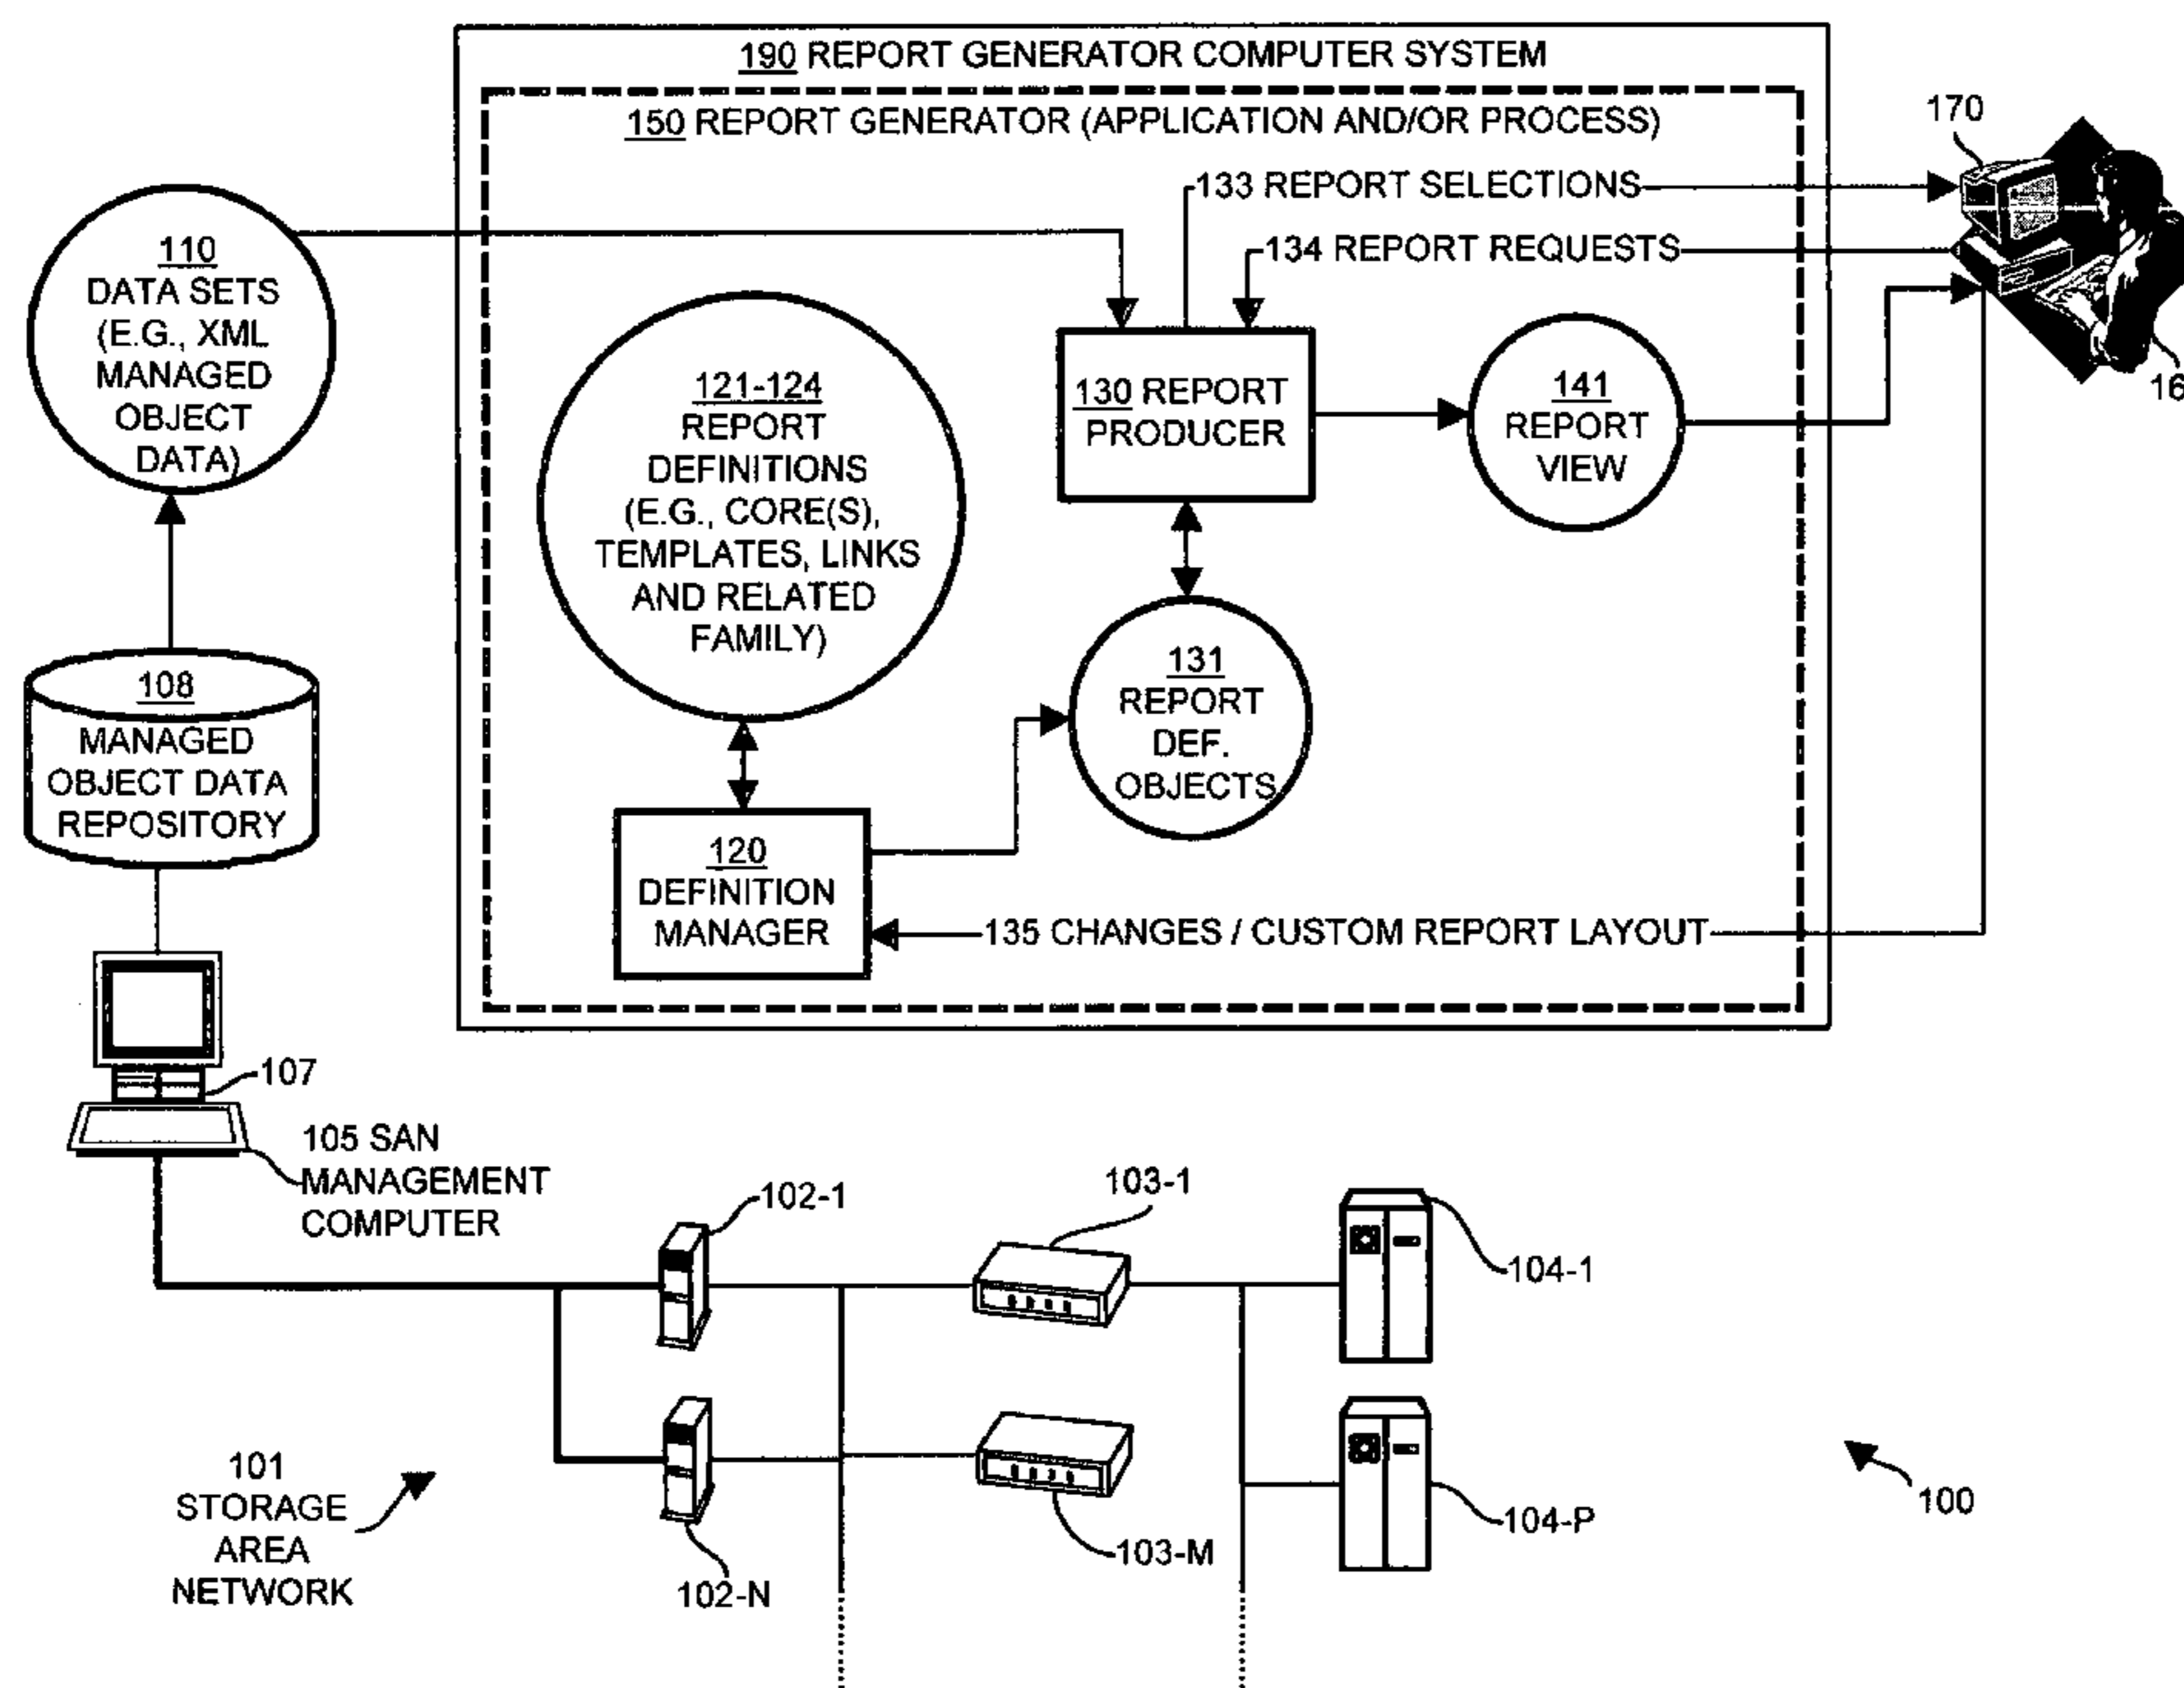 190 REPORT GENERATOR COMPUTER SYSTEM
150 REPORT GENERATOR (APPLICATION AND/OR PROCESS)
170
133 REPORT SELECTIONS
134 REPORT REQUESTS
16
110
DATA SETS
(E.G., XML
MANAGED
OBJECT
DATA)
121-124
REPORT
DEFINITIONS
(E.G., CORE(S),
TEMPLATES, LINKS
AND RELATED
FAMILY)
130 REPORT
PRODUCER
141
REPORT
VIEW
131
REPORT
DEF.
OBJECTS
108
MANAGED
OBJECT DATA
REPOSITORY
120
DEFINITION
MANAGER
135 CHANGES / CUSTOM REPORT LAYOUT
107
105 SAN
MANAGEMENT
COMPUTER
102-1
103-1
104-1
101
STORAGE
AREA
NETWORK
102-N
103-M
104-P
100